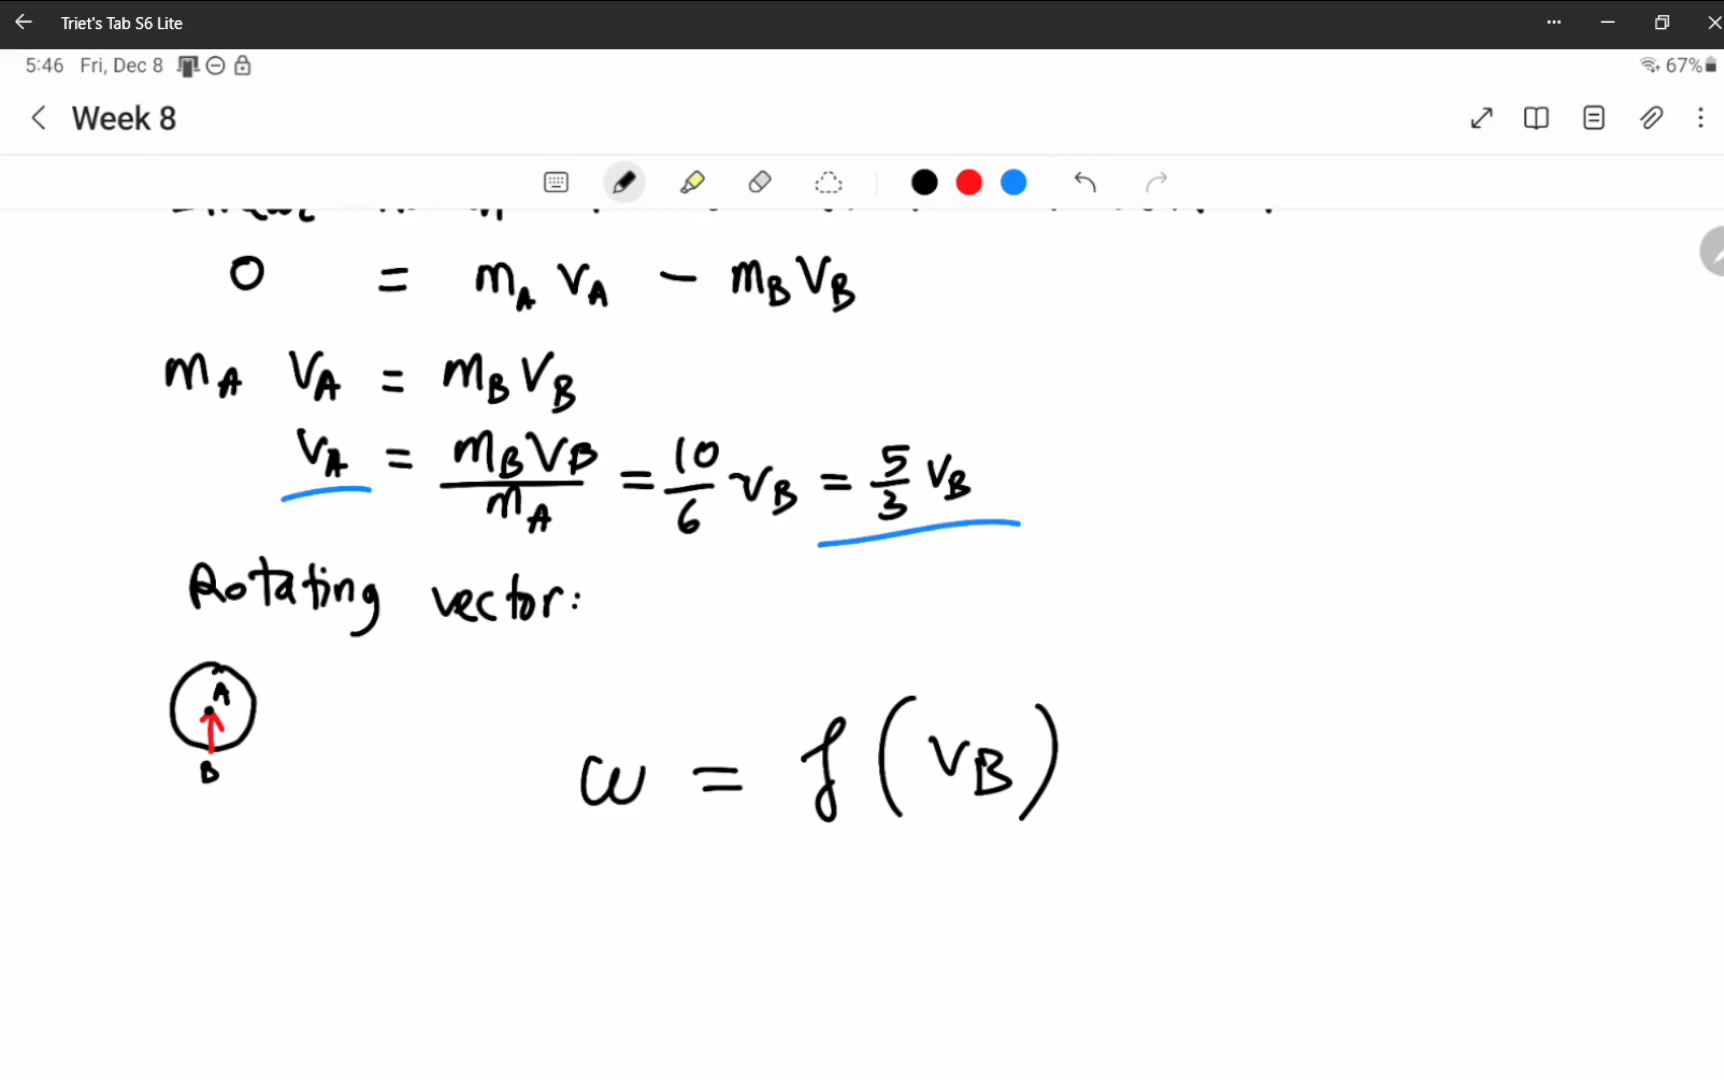 Triet's Tab S6 Lite
5:46 Fri, Dec 8 67%
Week 8
0 = mA vA − mB VB
mA VA = mB VB
VA = mB VB / mA = 10/6 vB = 5/3 VB
Rotating vector:
A
B
ω = f(VB)